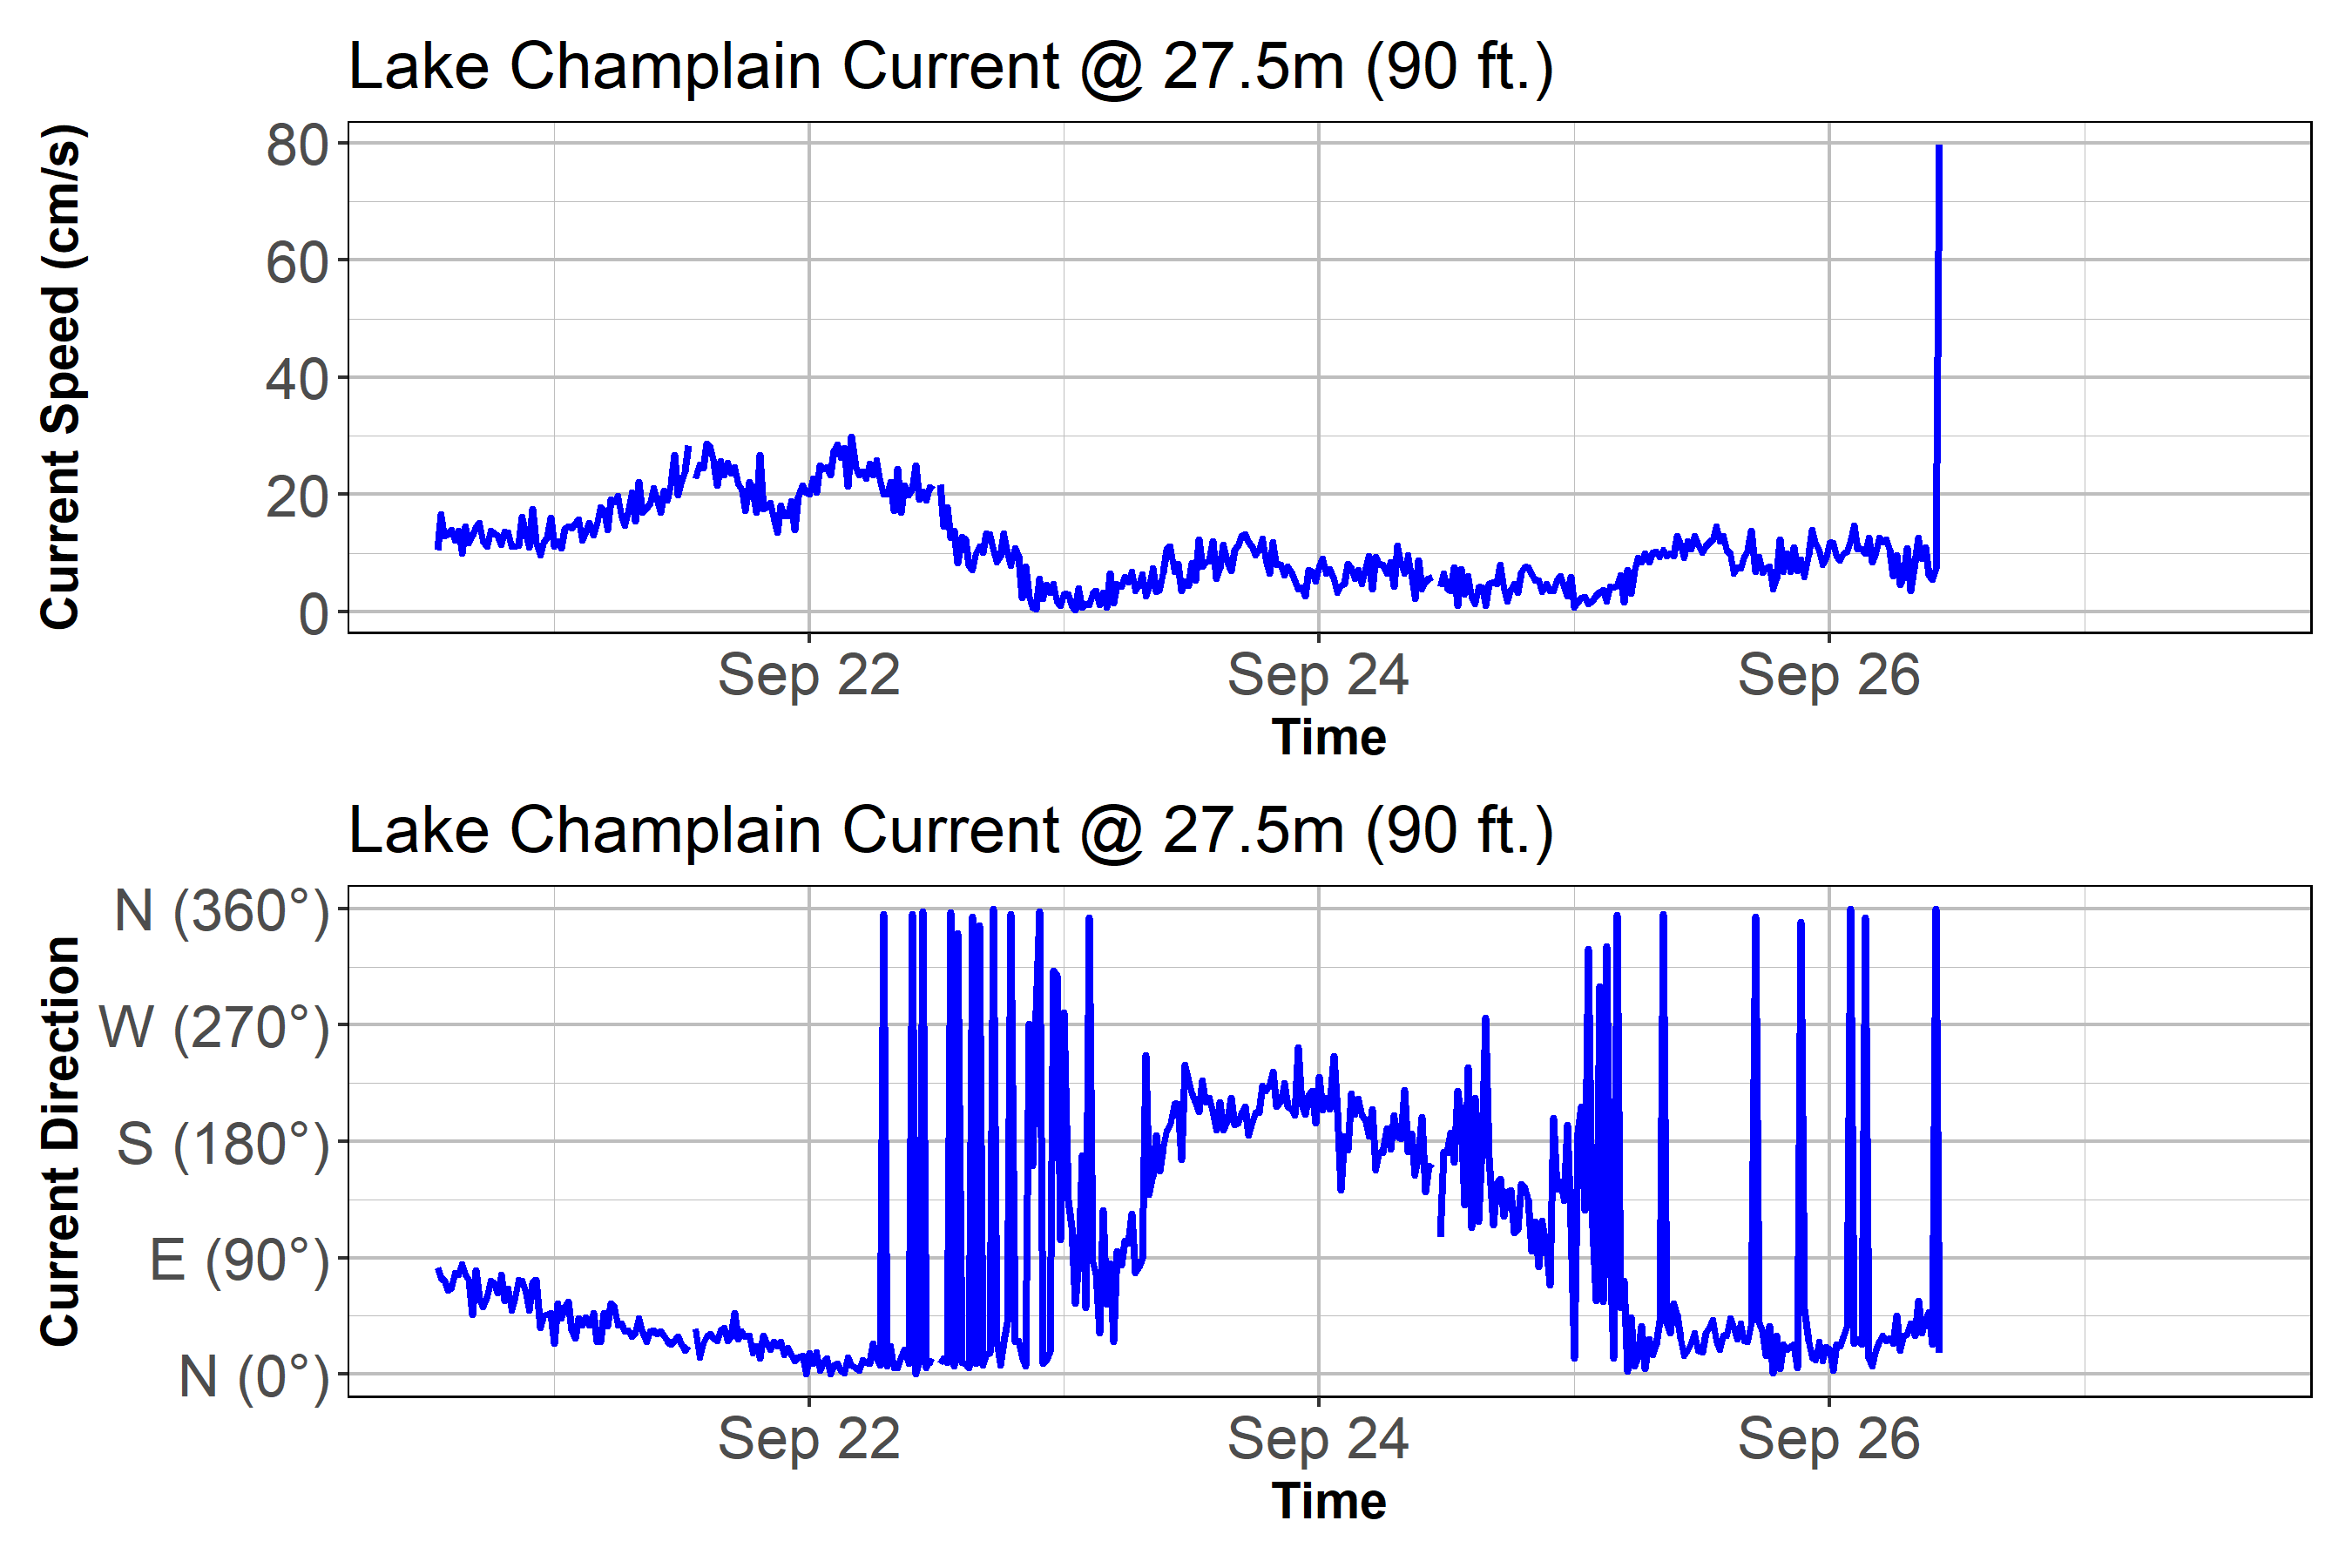 Lake Champlain Current @ 27.5m (90 ft.)
Current Speed (cm/s)
80
60
40
20
0
Sep 22 Sep 24 Sep 26
Time
Lake Champlain Current @ 27.5m (90 ft.)
Current Direction
N (360°)
W (270°)
S (180°)
E (90°)
N (0°)
Sep 22 Sep 24 Sep 26
Time